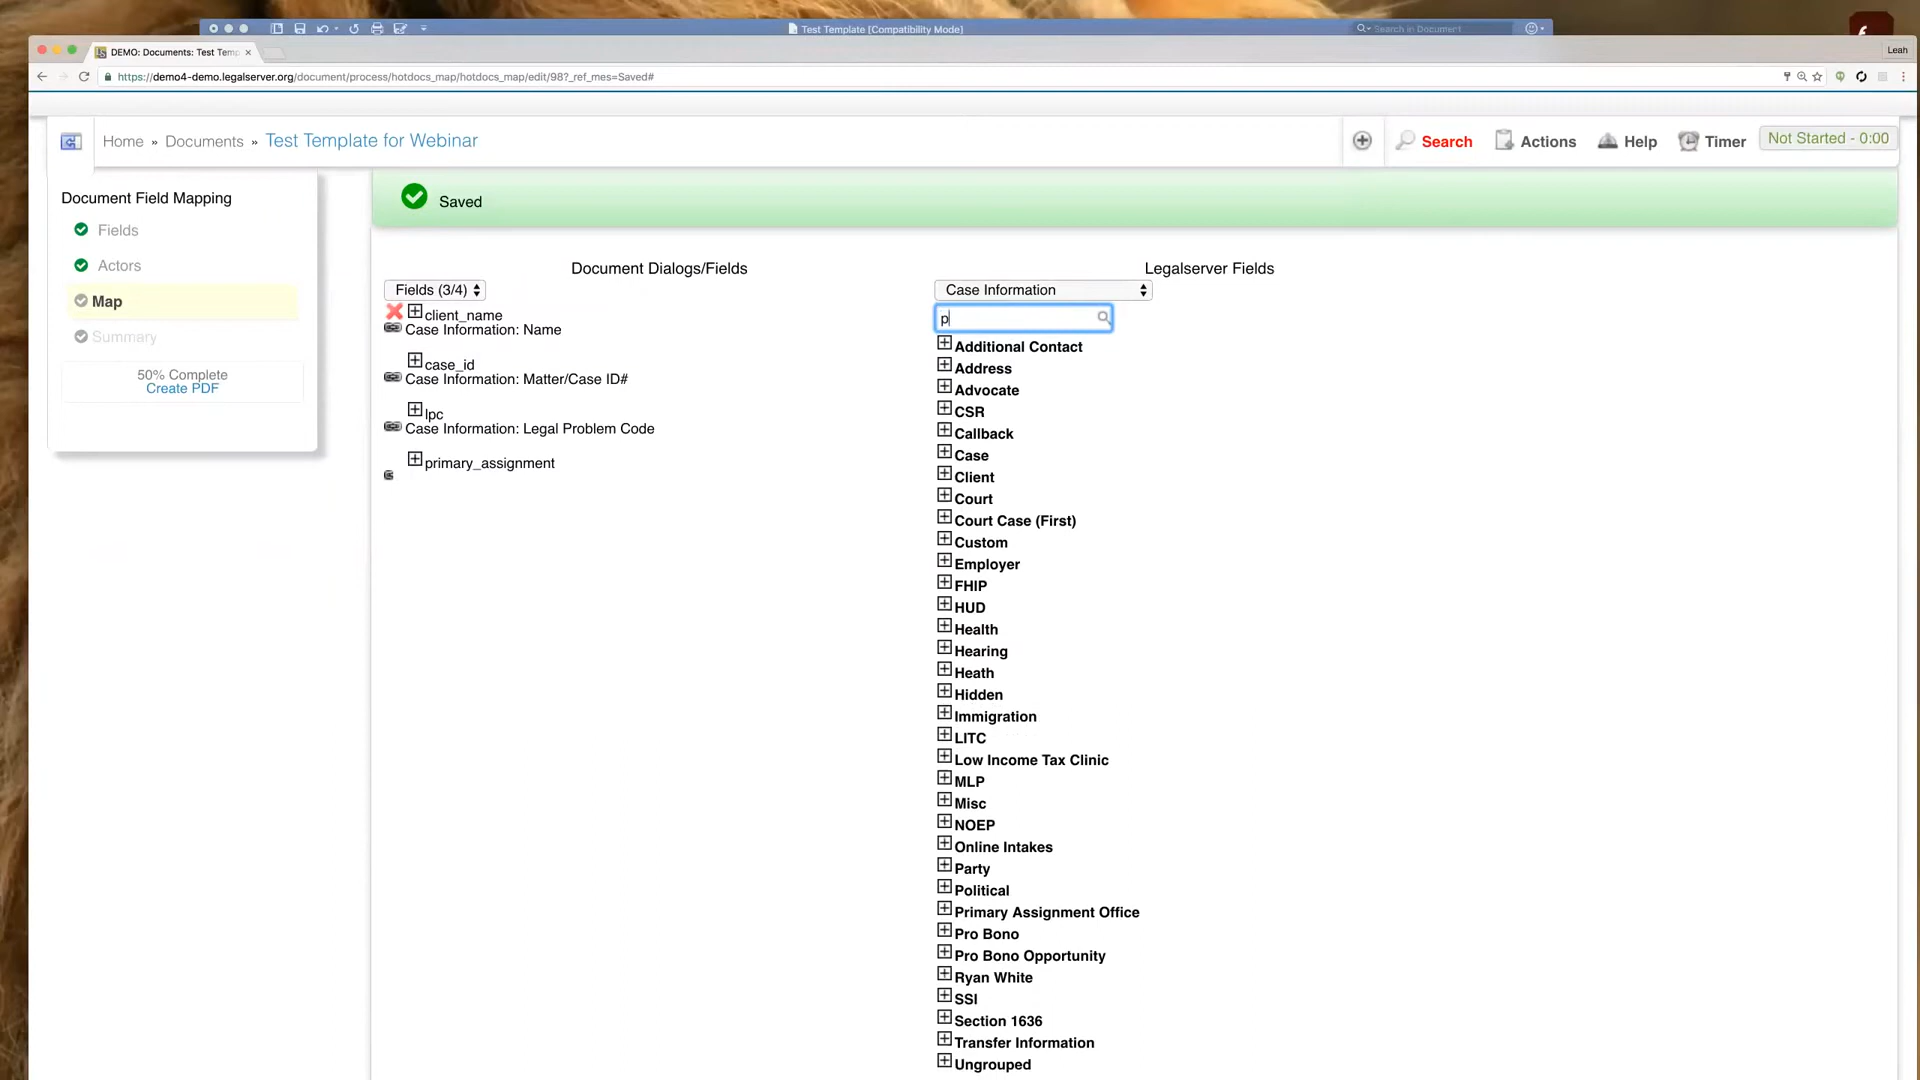 Test Template [Compatibility Mode]
Search in Document
DEMO: Documents: Test Temp
Leah
https://demo4-demo.legalserver.org/document/process/hotdocs_map/hotdocs_map/edit/98?_ref_mes=Saved#
Home » Documents » Test Template for Webinar
Search
Actions
Help
Timer
Not Started - 0:00
Document Field Mapping
Fields
Actors
Map
Summary
50% Complete
Create PDF
Saved
Document Dialogs/Fields
Fields (3/4)
client_name
Case Information: Name
case_id
Case Information: Matter/Case ID#
lpc
Case Information: Legal Problem Code
primary_assignment
Legalserver Fields
Case Information
p
Additional Contact
Address
Advocate
CSR
Callback
Case
Client
Court
Court Case (First)
Custom
Employer
FHIP
HUD
Health
Hearing
Heath
Hidden
Immigration
LITC
Low Income Tax Clinic
MLP
Misc
NOEP
Online Intakes
Party
Political
Primary Assignment Office
Pro Bono
Pro Bono Opportunity
Ryan White
SSI
Section 1636
Transfer Information
Ungrouped